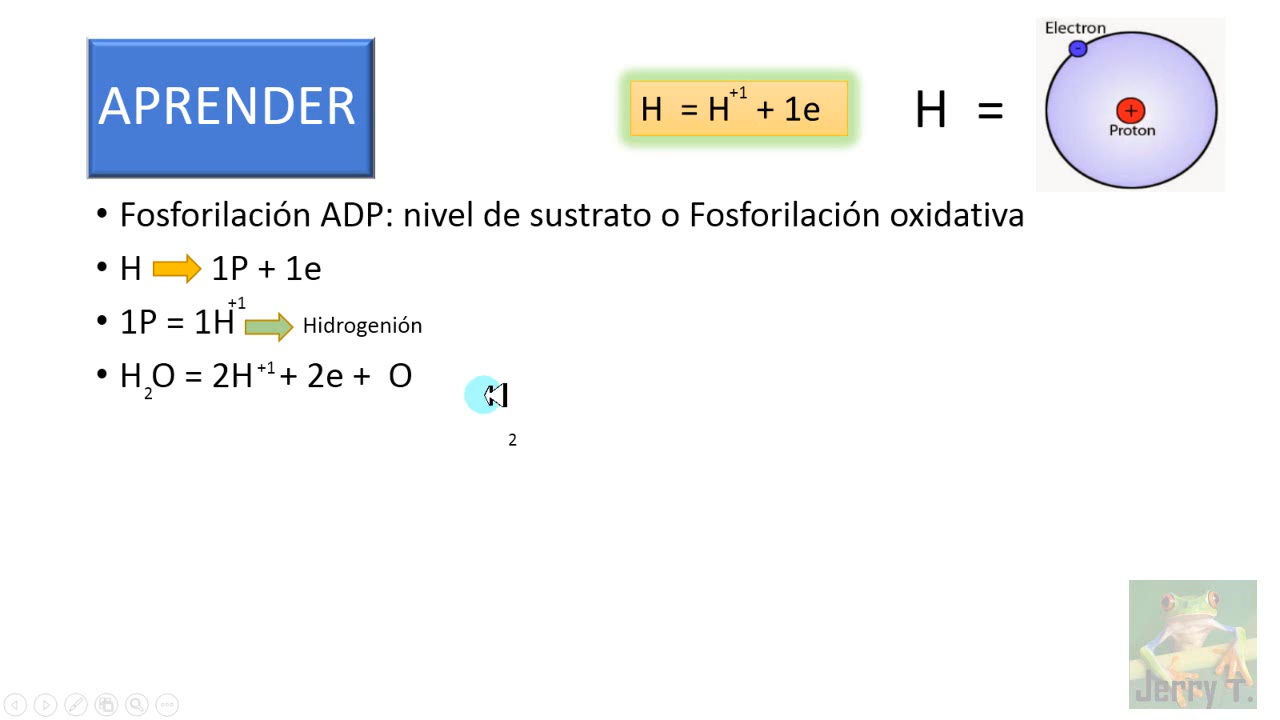 APRENDER
H = H+1 + 1e
H =
Electron
-
+
Proton
• Fosforilación ADP: nivel de sustrato o Fosforilación oxidativa
• H 1P + 1e
• 1P = 1H+1 Hidrogenión
• H2O = 2H+1 + 2e + O
2
Jerry T.